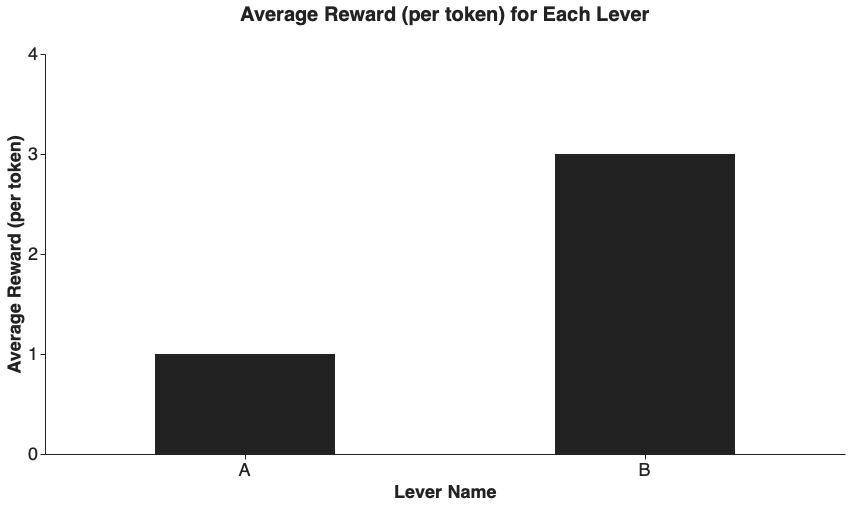 Average Reward (per token) for Each Lever
Average Reward (per token)
4
3
2
1
0
A B
Lever Name